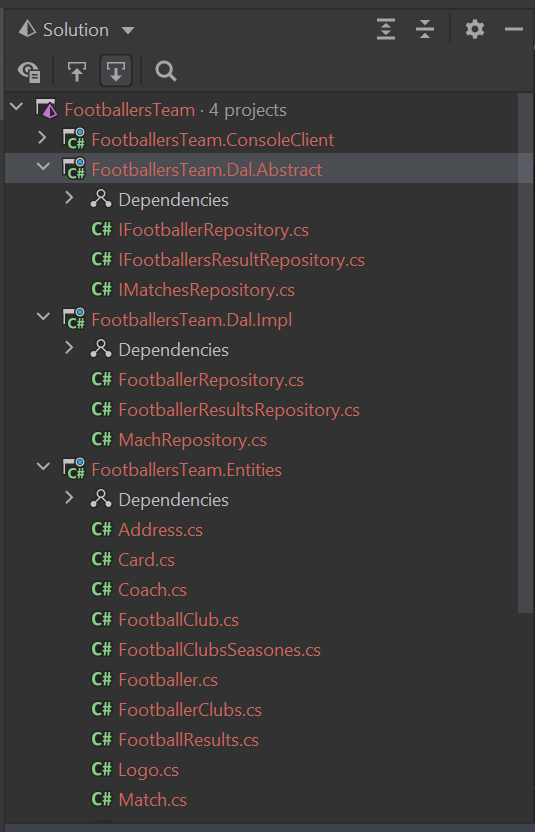 Solution
FootballersTeam · 4 projects
C# FootballersTeam.ConsoleClient
C# FootballersTeam.Dal.Abstract
Dependencies
C# IFootballerRepository.cs
C# IFootballersResultRepository.cs
C# IMatchesRepository.cs
C# FootballersTeam.Dal.Impl
Dependencies
C# FootballerRepository.cs
C# FootballerResultsRepository.cs
C# MachRepository.cs
C# FootballersTeam.Entities
Dependencies
C# Address.cs
C# Card.cs
C# Coach.cs
C# FootballClub.cs
C# FootballClubsSeasones.cs
C# Footballer.cs
C# FootballerClubs.cs
C# FootballResults.cs
C# Logo.cs
C# Match.cs